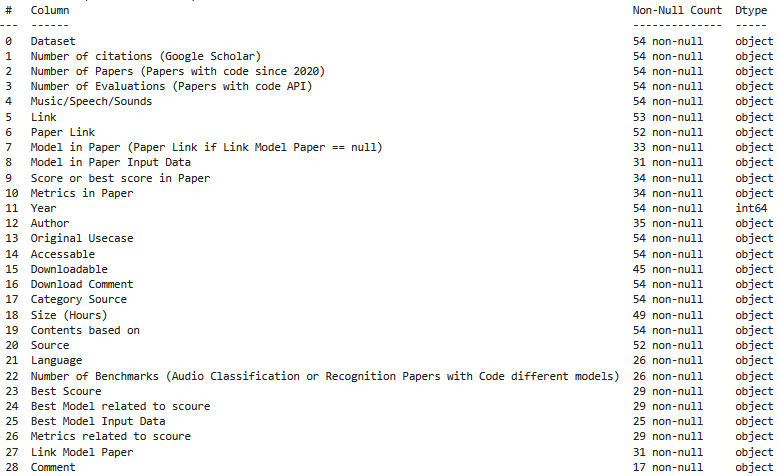 # Column Non-Null Count Dtype
--- ------ -------------- -----
0 Dataset 54 non-null object
1 Number of citations (Google Scholar) 54 non-null object
2 Number of Papers (Papers with code since 2020) 54 non-null object
3 Number of Evaluations (Papers with code API) 54 non-null object
4 Music/Speech/Sounds 54 non-null object
5 Link 53 non-null object
6 Paper Link 52 non-null object
7 Model in Paper (Paper Link if Link Model Paper == null) 33 non-null object
8 Model in Paper Input Data 31 non-null object
9 Score or best score in Paper 34 non-null object
10 Metrics in Paper 34 non-null object
11 Year 54 non-null int64
12 Author 35 non-null object
13 Original Usecase 54 non-null object
14 Accessable 54 non-null object
15 Downloadable 45 non-null object
16 Download Comment 54 non-null object
17 Category Source 54 non-null object
18 Size (Hours) 49 non-null object
19 Contents based on 54 non-null object
20 Source 52 non-null object
21 Language 26 non-null object
22 Number of Benchmarks (Audio Classification or Recognition Papers with Code different models) 26 non-null object
23 Best Scoure 29 non-null object
24 Best Model related to scoure 29 non-null object
25 Best Model Input Data 25 non-null object
26 Metrics related to scoure 29 non-null object
27 Link Model Paper 31 non-null object
28 Comment 17 non-null object